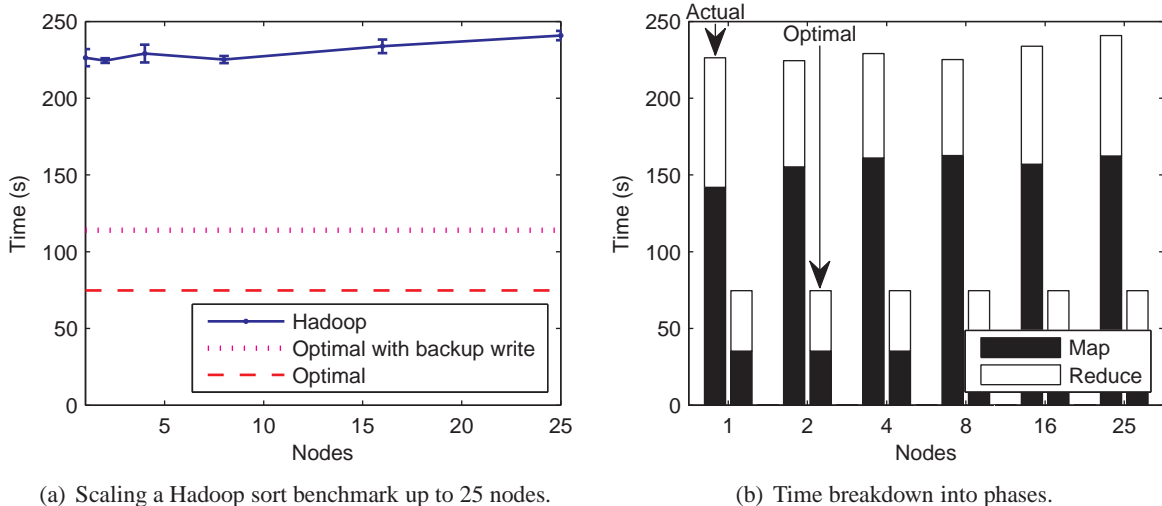 250
200
150
100
50
0
Time (s)
5
10
15
20
25
Nodes
Hadoop
Optimal with backup write
Optimal
(a) Scaling a Hadoop sort benchmark up to 25 nodes.
Actual
Optimal
250
200
150
100
50
0
Time (s)
1
2
4
8
16
25
Nodes
Map
Reduce
(b) Time breakdown into phases.